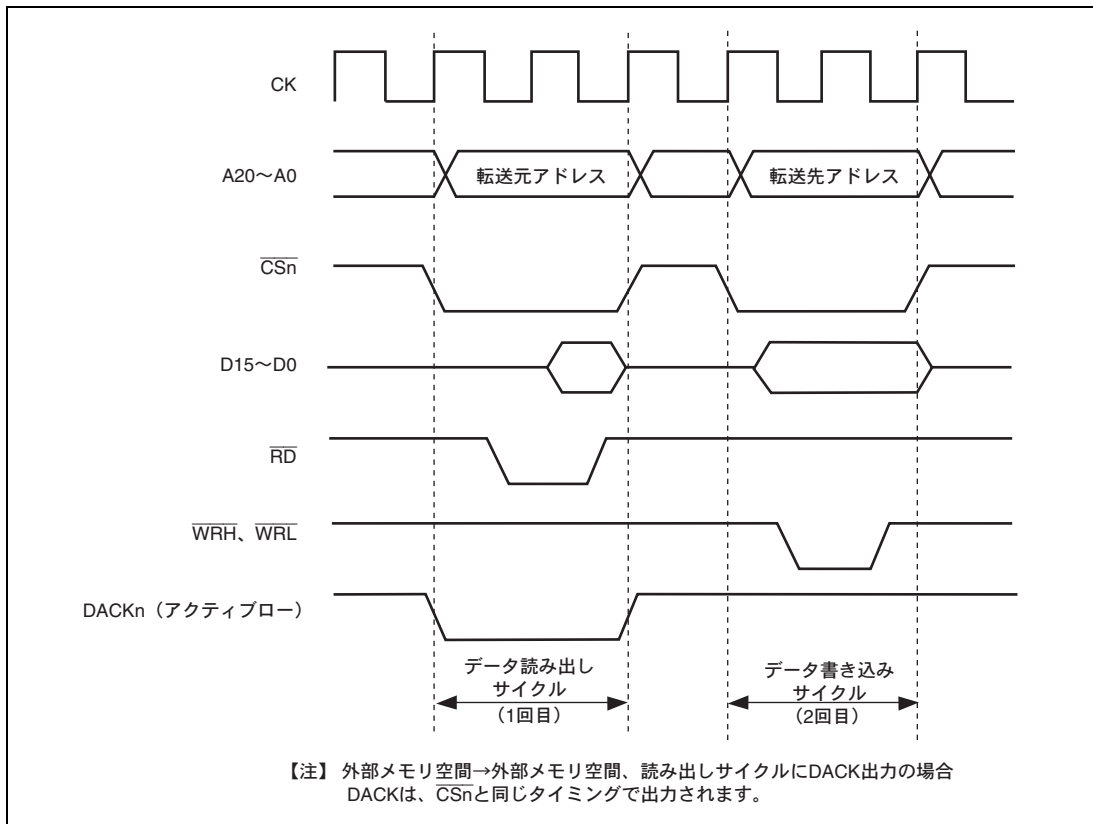 CK
A20～A0
転送元アドレス
転送先アドレス
CSn
D15～D0
RD
WRH、WRL
DACKn（アクティブロー）
データ読み出し
サイクル
（1回目）
データ書き込み
サイクル
（2回目）
【注】 外部メモリ空間→外部メモリ空間、読み出しサイクルにDACK出力の場合
DACKは、CSnと同じタイミングで出力されます。